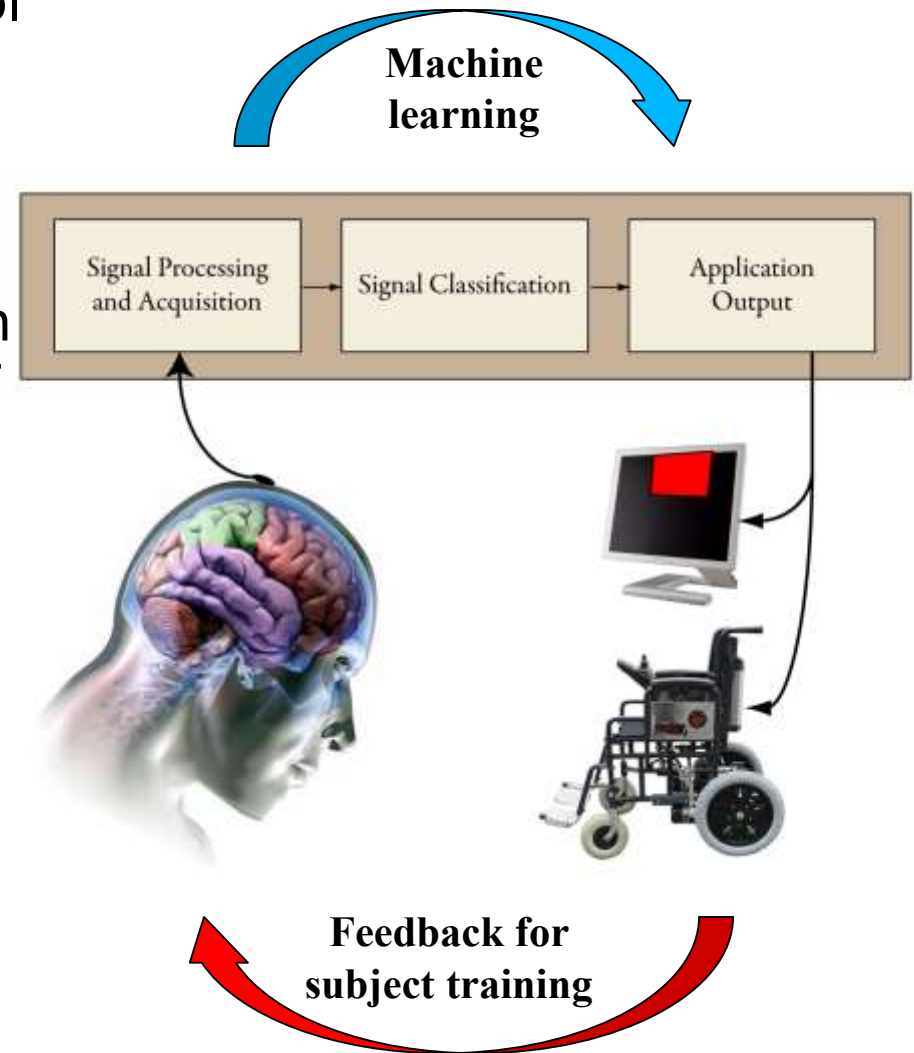 Machine
learning
Signal Processing
and Acquisition
Signal Classification
Application
Output
Feedback for
subject training